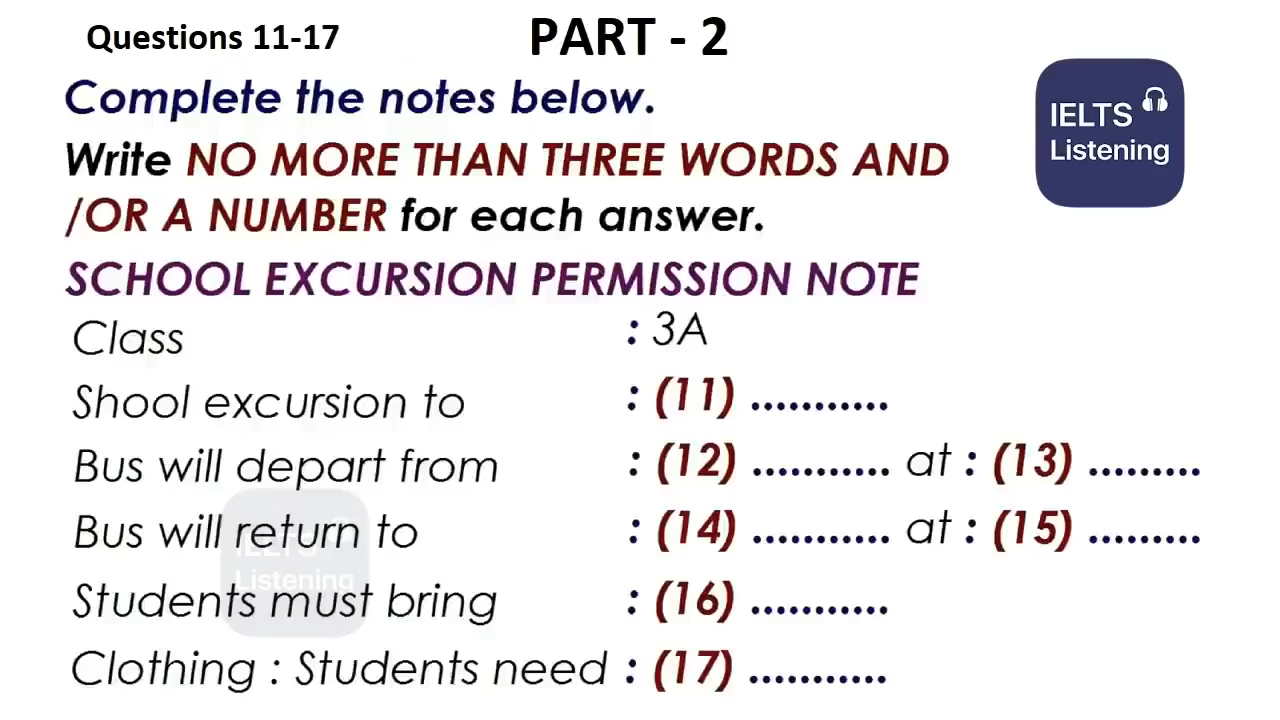 Questions 11-17
PART - 2
Complete the notes below.
IELTS
Listening
Write NO MORE THAN THREE WORDS AND
/OR A NUMBER for each answer.
SCHOOL EXCURSION PERMISSION NOTE
Class : 3A
Shool excursion to : (11) ...........
Bus will depart from : (12) ........... at : (13) .........
Bus will return to : (14) ........... at : (15) .........
IELTS
Listening
Students must bring : (16) ...........
Clothing : Students need : (17) ...........